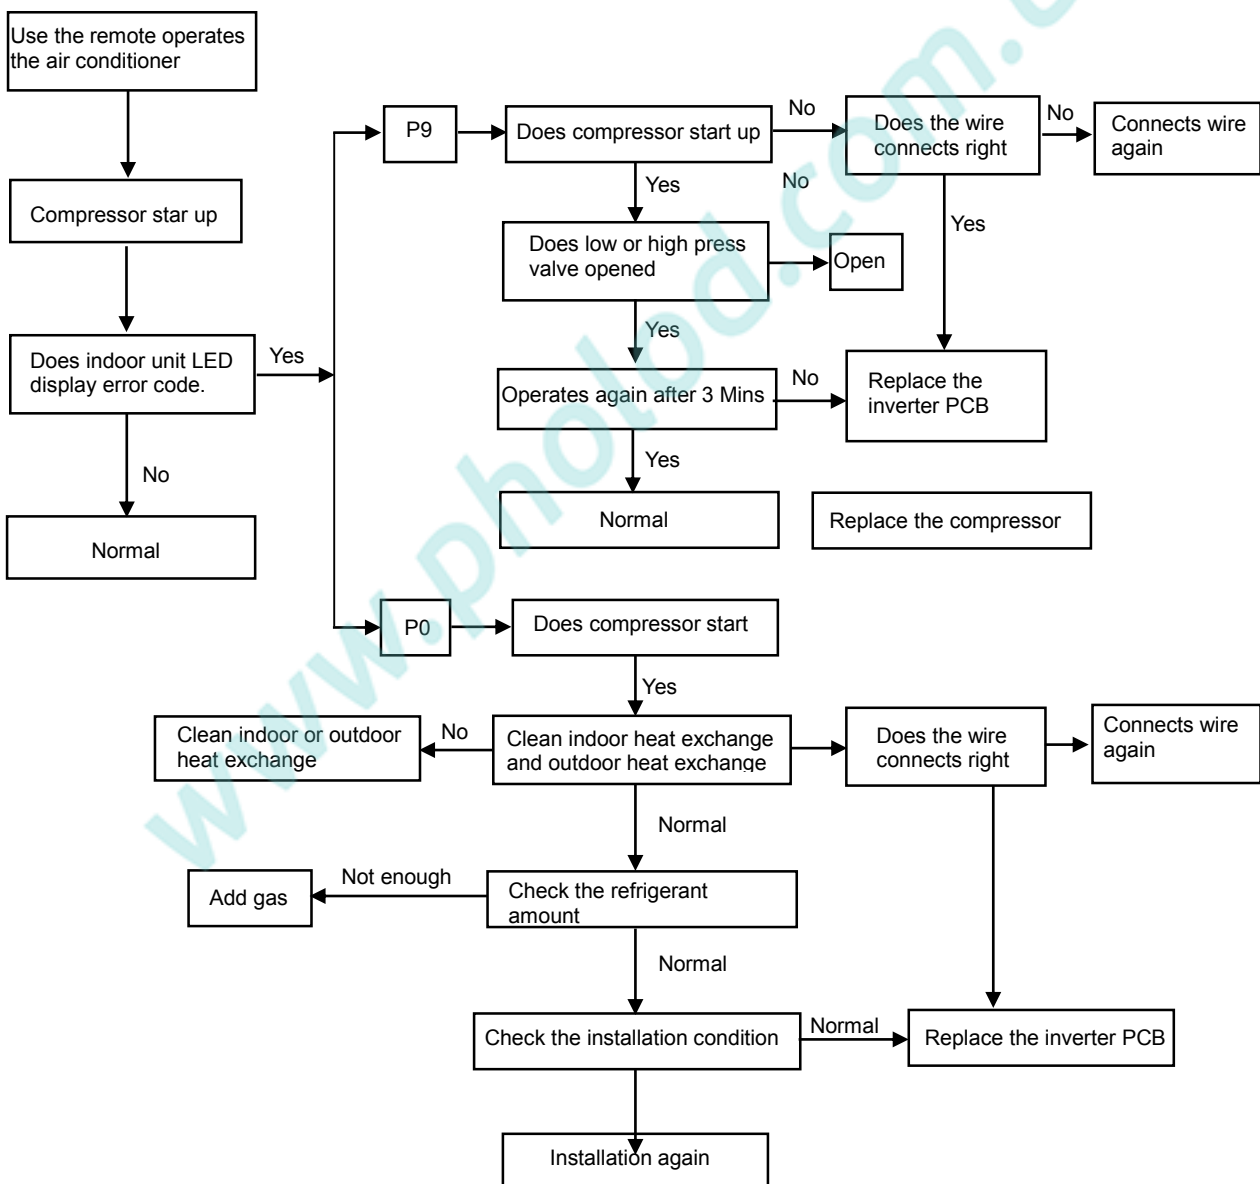 Use the remote operates
the air conditioner
Compressor star up
Does indoor unit LED
display error code.
Yes
No
Normal
P9
Does compressor start up
No
Does the wire
connects right
No
Connects wire
again
Yes
No
Yes
Does low or high press
valve opened
Open
Yes
Operates again after 3 Mins
No
Replace the
inverter PCB
Yes
Normal
Replace the compressor
P0
Does compressor start
Yes
Clean indoor or outdoor
heat exchange
No
Clean indoor heat exchange
and outdoor heat exchange
Does the wire
connects right
Connects wire
again
Normal
Add gas
Not enough
Check the refrigerant
amount
Normal
Check the installation condition
Normal
Replace the inverter PCB
Installation again